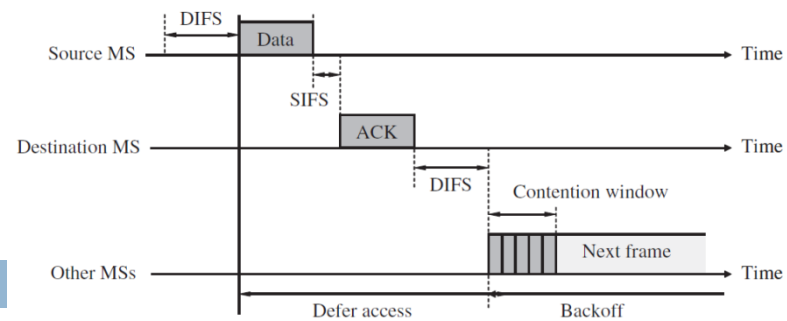 DIFS
Data
Source MS
Time
SIFS
ACK
Destination MS
Time
DIFS
Contention window
Next frame
Other MSs
Time
Defer access
Backoff